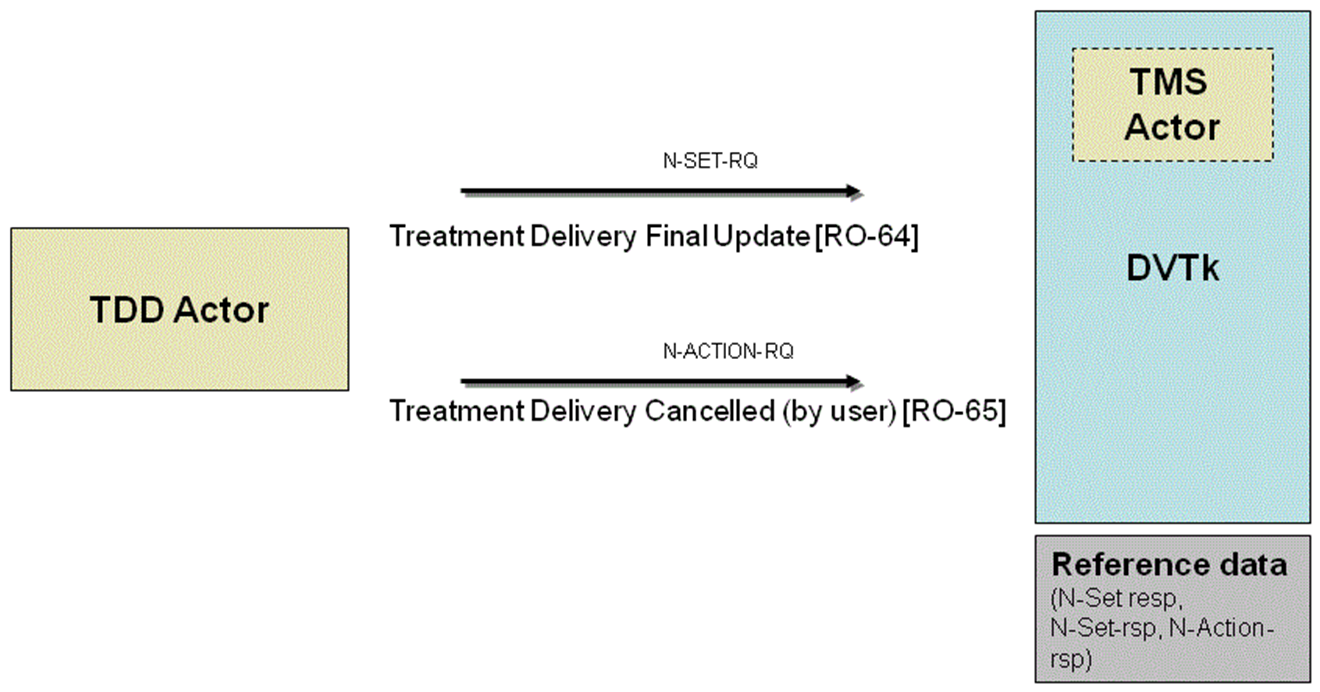 TMS
Actor
N-SET-RQ
Treatment Delivery Final Update [RO-64]
TDD Actor
DVTk
N-ACTION-RQ
Treatment Delivery Cancelled (by user) [RO-65]
Reference data
(N-Set resp,
N-Set-rsp, N-Action-
rsp)